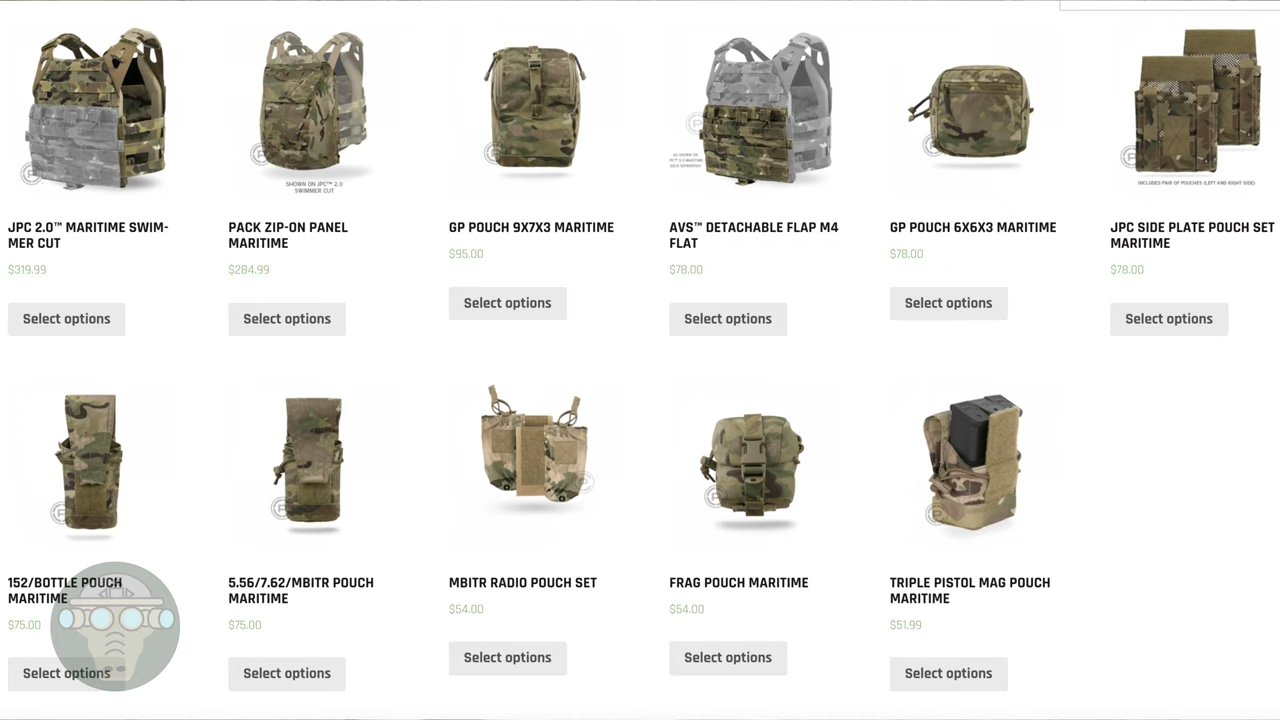 SHOWN ON JPC™ 2.0
SWIMMER CUT
INCLUDES PAIR OF POUCHES (LEFT AND RIGHT SIDE)
JPC 2.0™ MARITIME SWIM-
MER CUT
$319.99
Select options
PACK ZIP-ON PANEL
MARITIME
$284.99
Select options
GP POUCH 9X7X3 MARITIME
$95.00
Select options
AVS™ DETACHABLE FLAP M4
FLAT
$78.00
Select options
GP POUCH 6X6X3 MARITIME
$78.00
Select options
JPC SIDE PLATE POUCH SET
MARITIME
$78.00
Select options
152/BOTTLE POUCH
MARITIME
$75.00
Select options
5.56/7.62/MBITR POUCH
MARITIME
$75.00
Select options
MBITR RADIO POUCH SET
$54.00
Select options
FRAG POUCH MARITIME
$54.00
Select options
TRIPLE PISTOL MAG POUCH
MARITIME
$51.99
Select options